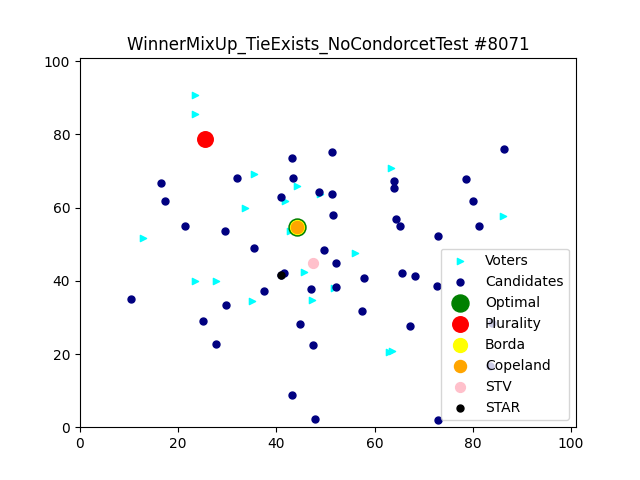 WinnerMixUp_TieExists_NoCondorcetTest #8071
100
80
60
40
20
0
0 20 40 60 80 100
Voters
Candidates
Optimal
Plurality
Borda
Copeland
STV
STAR